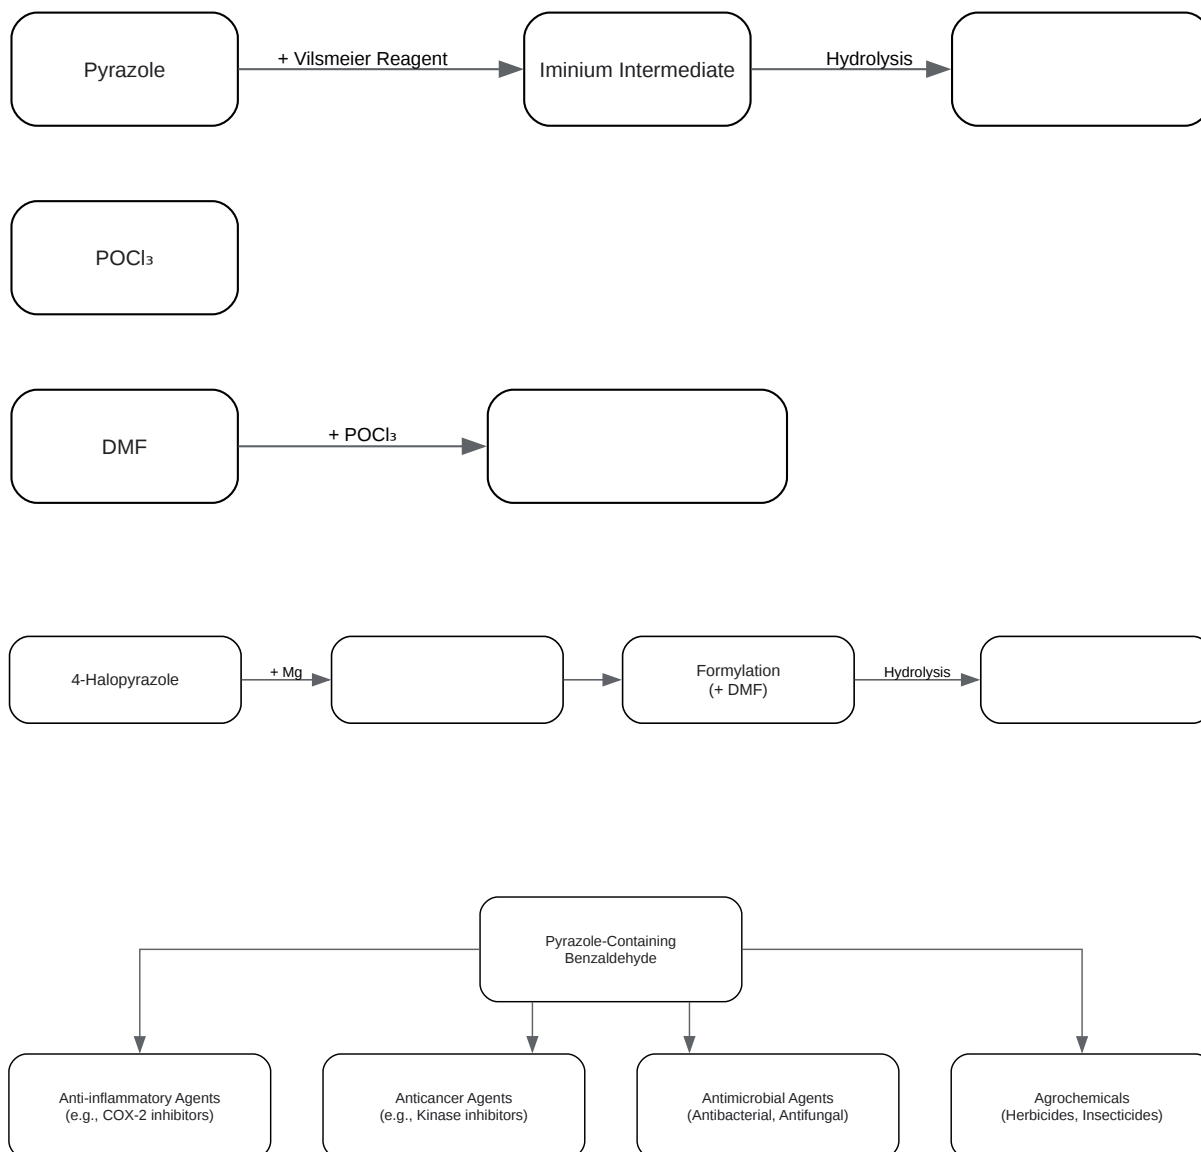 Pyrazole
+ Vilsmeier Reagent
Iminium Intermediate
Hydrolysis
POCl₃
DMF
+ POCl₃
4-Halopyrazole
+ Mg
Formylation
(+ DMF)
Hydrolysis
Pyrazole-Containing
Benzaldehyde
Anti-inflammatory Agents
(e.g., COX-2 inhibitors)
Anticancer Agents
(e.g., Kinase inhibitors)
Antimicrobial Agents
(Antibacterial, Antifungal)
Agrochemicals
(Herbicides, Insecticides)